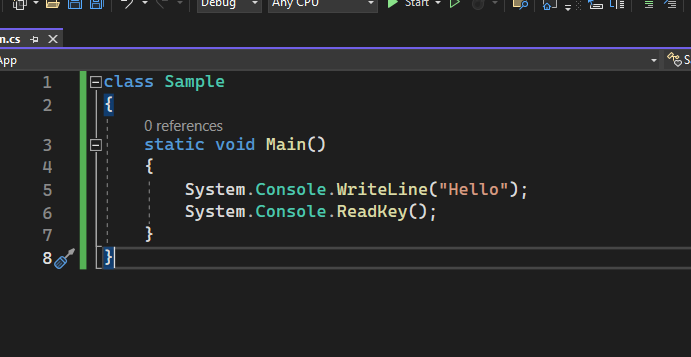 Debug Any CPU Start
n.cs
App
1 class Sample
2 {
0 references
3 static void Main()
4 {
5 System.Console.WriteLine("Hello");
6 System.Console.ReadKey();
7 }
8 }